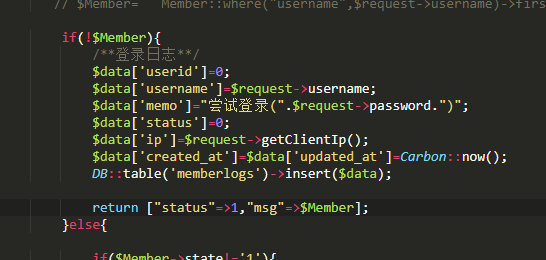 // $Member=   Member::where("username",$request->username)->firs
if(!$Member){
/**登录日志**/
$data['userid']=0;
$data['username']=$request->username;
$data['memo']="尝试登录(".$request->password.")";
$data['status']=0;
$data['ip']=$request->getClientIp();
$data['created_at']=$data['updated_at']=Carbon::now();
DB::table('memberlogs')->insert($data);
return ["status"=>1,"msg"=>$Member];
}else{
if($Member->state!='1'){